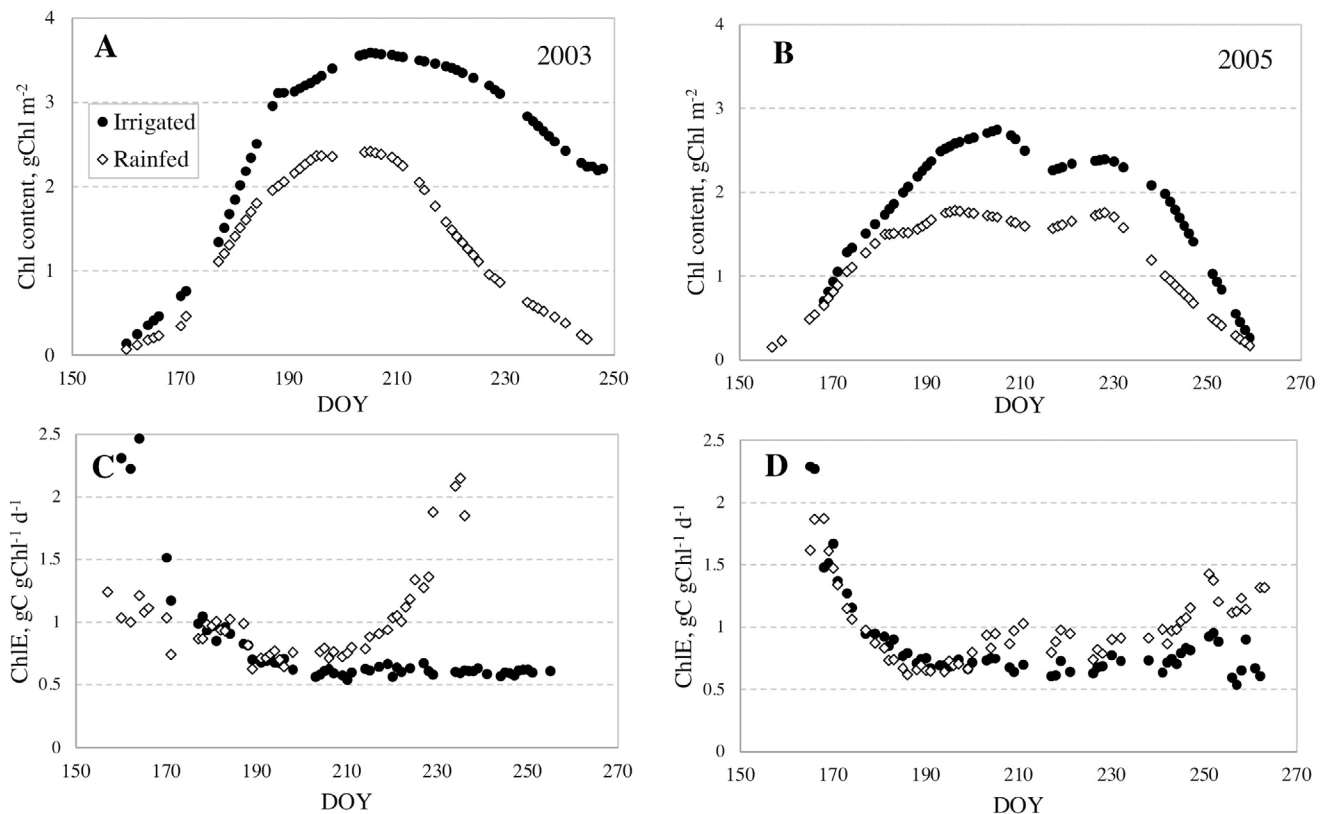 A
2003
Chl content, gChl m⁻²
4
3
2
1
0
Irrigated
Rainfed
150 170 190 210 230 250
DOY
B
2005
Chl content, gChl m⁻²
4
3
2
1
0
150 170 190 210 230 250 270
DOY
C
ChlE, gC gChl⁻¹ d⁻¹
2.5
2
1.5
1
0.5
0
150 170 190 210 230 250 270
DOY
D
ChlE, gC gChl⁻¹ d⁻¹
2.5
2
1.5
1
0.5
0
150 170 190 210 230 250 270
DOY